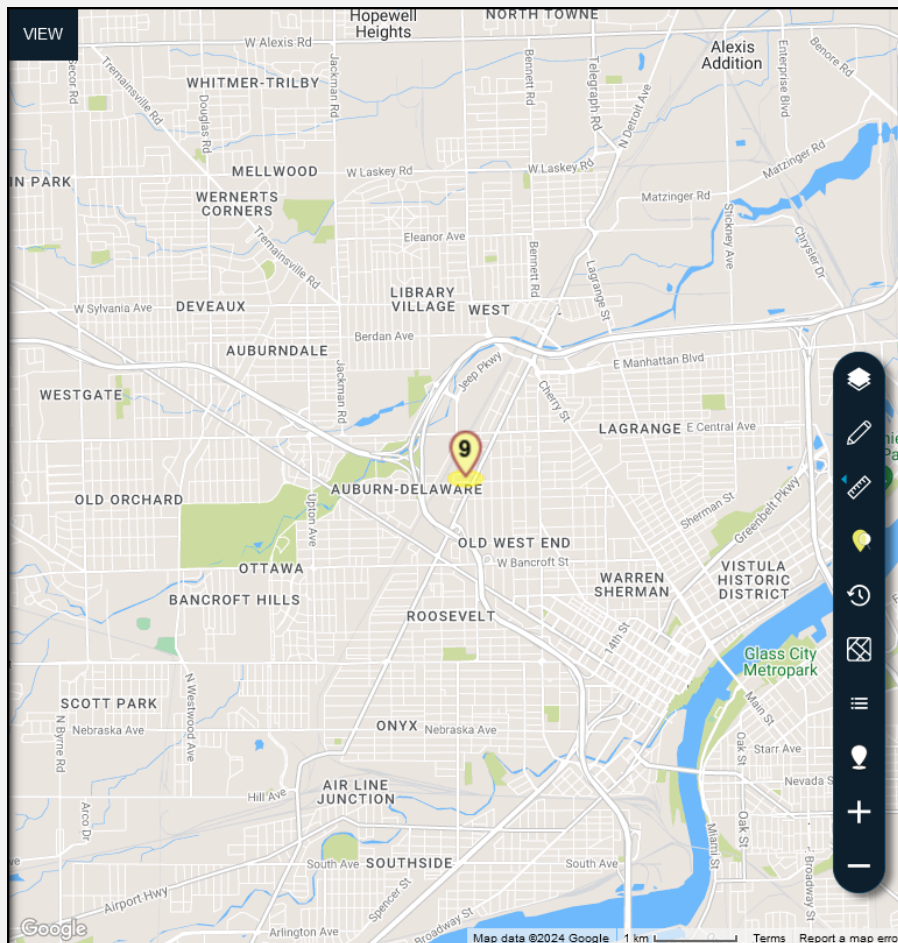 VIEW
Hopewell
Heights
NORTH TOWNE
W Alexis Rd
Alexis
Addition
Secor Rd
Tremainsville Rd
Jackman Rd
Bennett Rd
Telegraph Rd
N Detroit Ave
Enterprise Blvd
Benore Rd
WHITMER-TRILBY
Douglas Rd
MELLWOOD
W Laskey Rd
W Laskey Rd
Matzinger Rd
IN PARK
WERNERTS
CORNERS
Matzinger Rd
Stickney Ave
Tremainsville Rd
Eleanor Ave
Bennett Rd
Lagrange St
Chrysler Dr
LIBRARY
VILLAGE
W Sylvania Ave
DEVEAUX
WEST
Berdan Ave
AUBURNDALE
E Manhattan Blvd
Jeep Pkwy
Jackman Rd
Cherry St
WESTGATE
LAGRANGE
E Central Ave
9
AUBURN-DELAWARE
OLD ORCHARD
Upton Ave
Sherman St
Greenbelt Pkwy
OLD WEST END
W Bancroft St
OTTAWA
WARREN
SHERMAN
VISTULA
HISTORIC
DISTRICT
BANCROFT HILLS
ROOSEVELT
14th St
Glass City
Metropark
SCOTT PARK
N Westwood Ave
N Byrne Rd
Nebraska Ave
ONYX
Nebraska Ave
Main St
Oak St
Starr Ave
AIR LINE
JUNCTION
Hill Ave
Nevada S
Arco Dr
Miami St
Oak St
South Ave
SOUTHSIDE
South Ave
Broadway St
Airport Hwy
Spencer St
Arlington Ave
Broadway St
Google
Map data ©2024 Google
1 km
Terms
Report a map erro